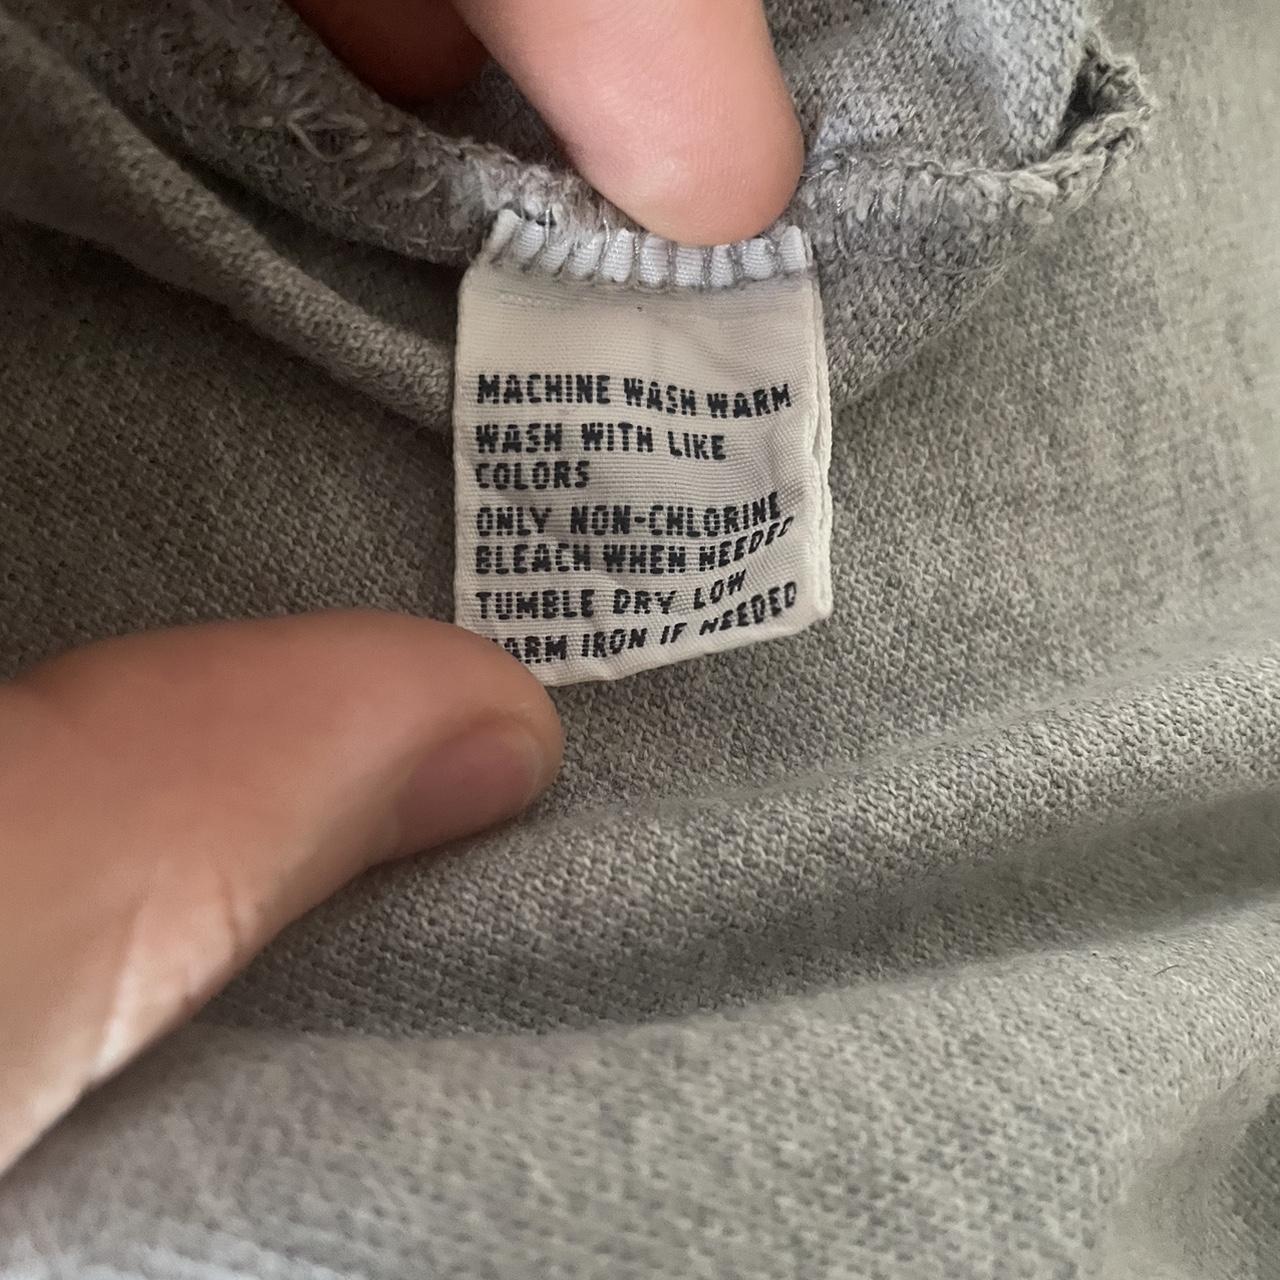 MACHINE WASH WARM
WASH WITH LIKE
COLORS
ONLY NON-CHLORINE
BLEACH WHEN NEEDED
TUMBLE DRY LOW
WARM IRON IF NEEDED